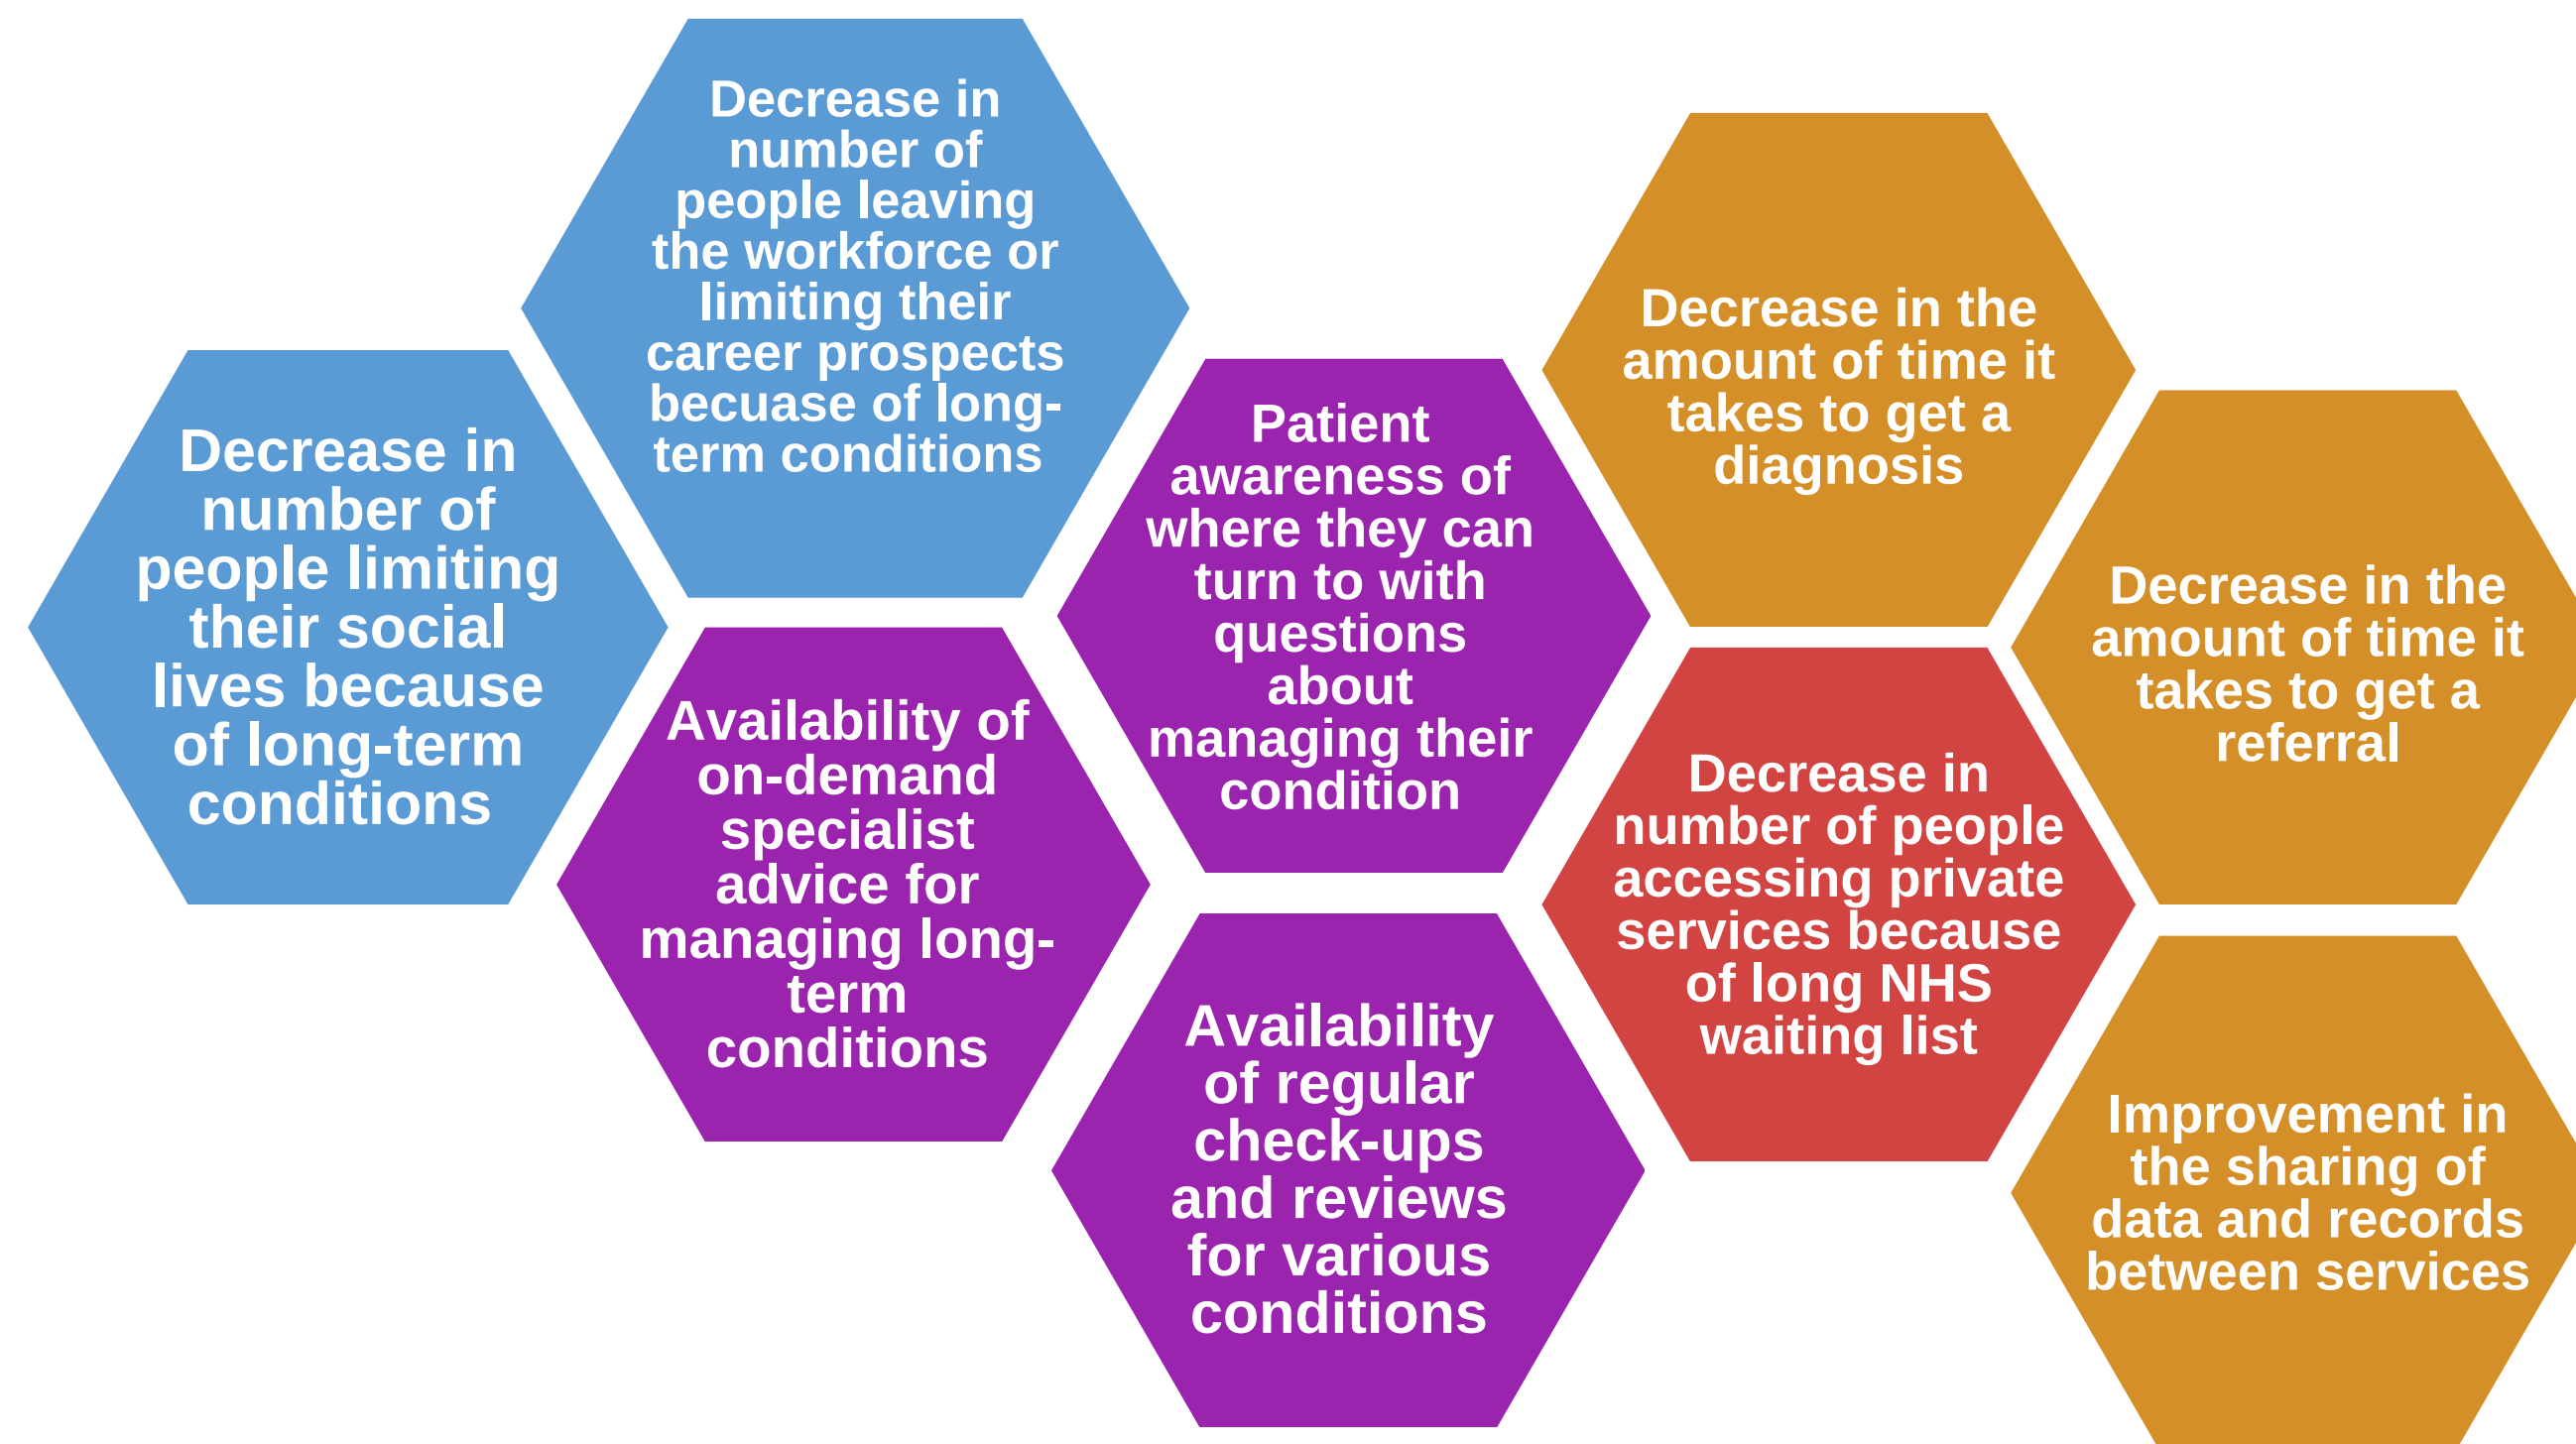 Decrease in
number of
people limiting
their social
lives because
of long-term
conditions
Decrease in
number of
people leaving
the workforce or
limiting their
career prospects
becuase of long-
term conditions
Availability of
on-demand
specialist
advice for
managing long-
term
conditions
Patient
awareness of
where they can
turn to with
questions
about
managing their
condition
Availability
of regular
check-ups
and reviews
for various
conditions
Decrease in the
amount of time it
takes to get a
diagnosis
Decrease in
number of people
accessing private
services because
of long NHS
waiting list
Decrease in the
amount of time it
takes to get a
referral
Improvement in
the sharing of
data and records
between services